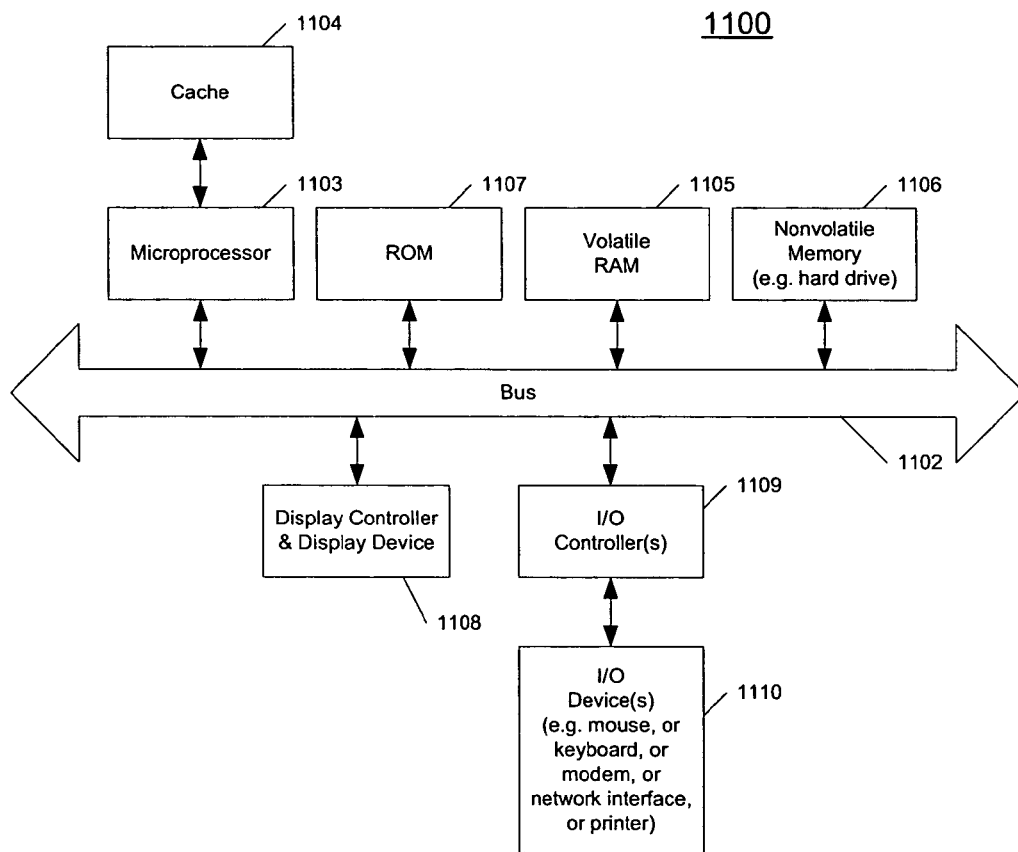 1100
1104
Cache
1103
1107
1105
1106
Microprocessor
ROM
Volatile
RAM
Nonvolatile
Memory
(e.g. hard drive)
Bus
1102
Display Controller
& Display Device
1108
1109
I/O
Controller(s)
I/O
Device(s)
(e.g. mouse, or
keyboard, or
modem, or
network interface,
or printer)
1110